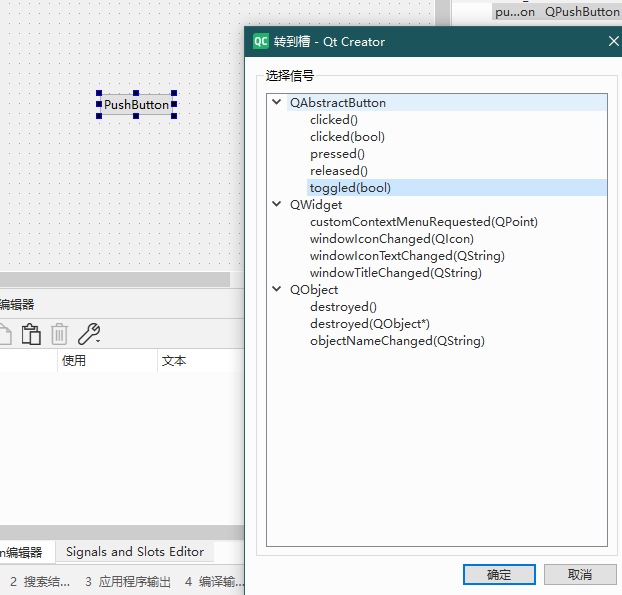 pu...on QPushButton
QC 转到槽 - Qt Creator
PushButton
选择信号
QAbstractButton
clicked()
clicked(bool)
pressed()
released()
toggled(bool)
QWidget
customContextMenuRequested(QPoint)
windowIconChanged(QIcon)
windowIconTextChanged(QString)
windowTitleChanged(QString)
QObject
destroyed()
destroyed(QObject*)
objectNameChanged(QString)
编辑器
使用 文本
n编辑器 Signals and Slots Editor
确定 取消
2 搜索结... 3 应用程序输出 4 编译输...